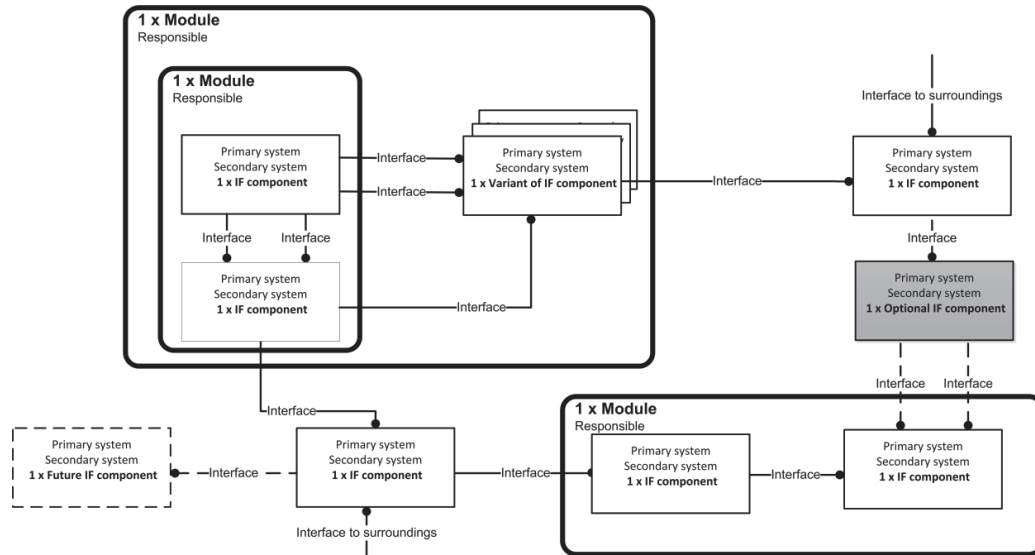 1 x Module
Responsible
1 x Module
Responsible
Primary system
Secondary system
1 x IF component
Interface
Interface
Primary system
Secondary system
1 x Variant of IF component
Interface
Interface to surroundings
Primary system
Secondary system
1 x IF component
Interface
Interface
Interface
Primary system
Secondary system
1 x IF component
Interface
Primary system
Secondary system
1 x Optional IF component
Interface
Interface
Interface
1 x Module
Responsible
Primary system
Secondary system
1 x Future IF component
Interface
Primary system
Secondary system
1 x IF component
Interface
Primary system
Secondary system
1 x IF component
Interface
Primary system
Secondary system
1 x IF component
Interface to surroundings